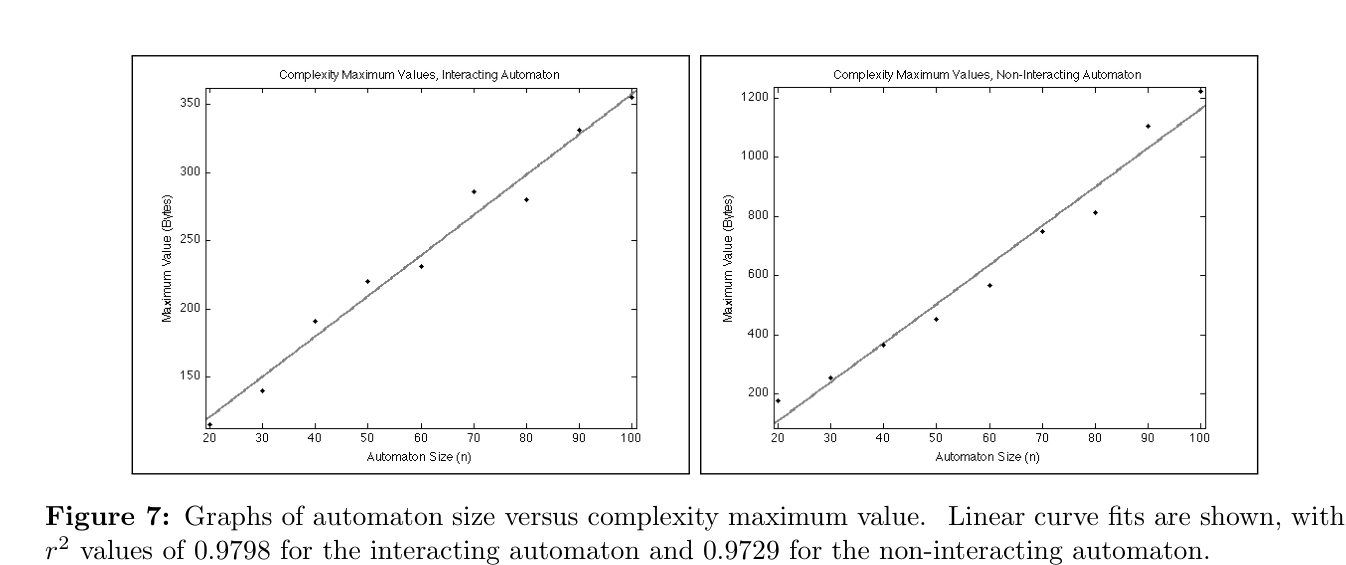 Complexity Maximum Values, Interacting Automaton
350
300
250
200
150
Maximum Value (Bytes)
20 30 40 50 60 70 80 90 100
Automaton Size (n)
Complexity Maximum Values, Non-Interacting Automaton
1200
1000
800
600
400
200
Maximum Value (Bytes)
20 30 40 50 60 70 80 90 100
Automaton Size (n)
Figure 7: Graphs of automaton size versus complexity maximum value. Linear curve fits are shown, with
r² values of 0.9798 for the interacting automaton and 0.9729 for the non-interacting automaton.